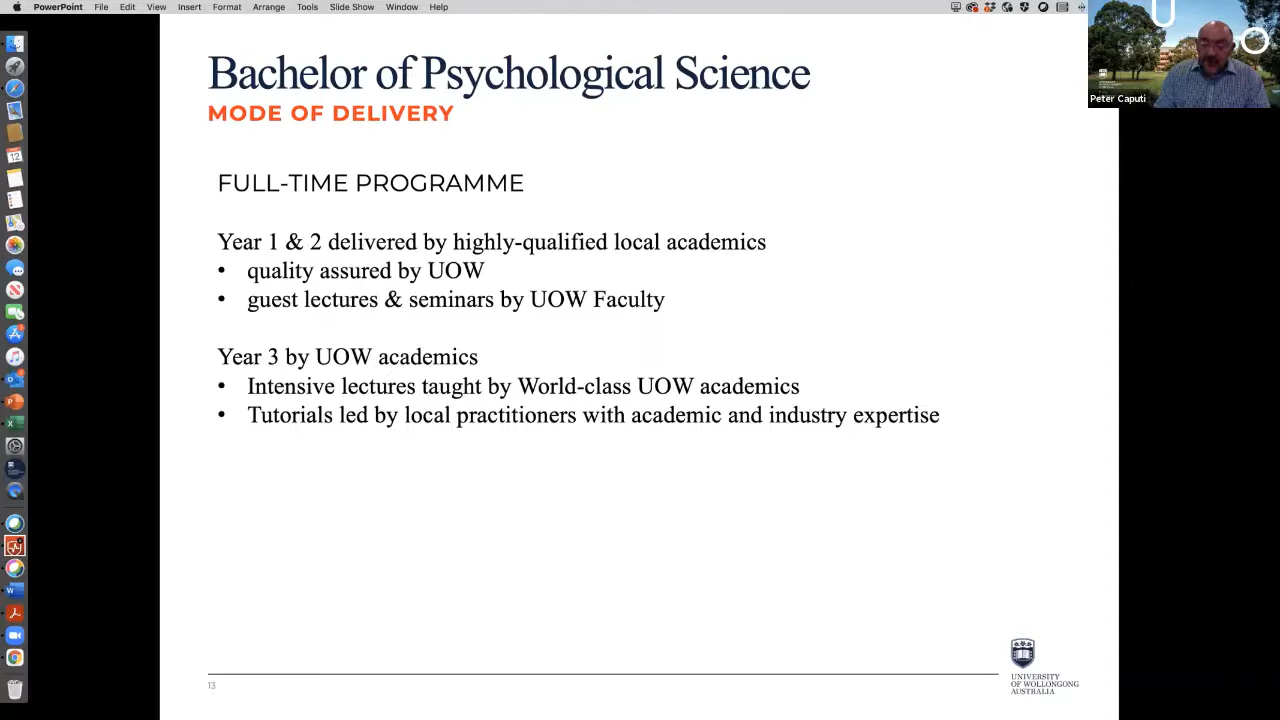 PowerPoint File Edit View Insert Format Arrange Tools Slide Show Window Help
Peter Caputi
Bachelor of Psychological Science
MODE OF DELIVERY
FULL-TIME PROGRAMME
Year 1 & 2 delivered by highly-qualified local academics
• quality assured by UOW
• guest lectures & seminars by UOW Faculty
Year 3 by UOW academics
• Intensive lectures taught by World-class UOW academics
• Tutorials led by local practitioners with academic and industry expertise
13
UNIVERSITY
OF WOLLONGONG
AUSTRALIA